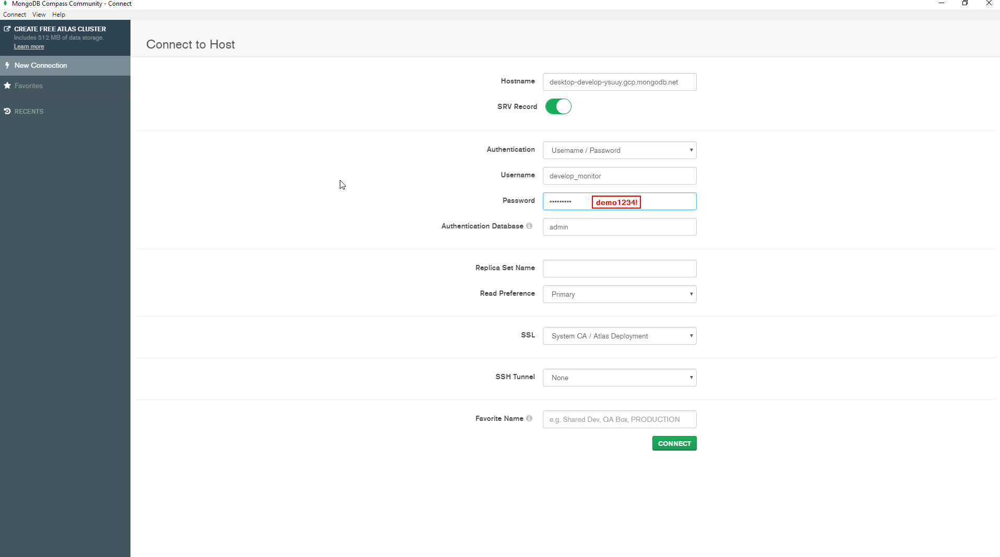 MongoDB Compass Community - Connect
Connect View Help
CREATE FREE ATLAS CLUSTER
Includes 512 MB of data storage.
Learn more
New Connection
Favorites
RECENTS
Connect to Host
Hostname desktop-develop-ysuuy.gcp.mongodb.net
SRV Record
Authentication Username / Password
Username develop_monitor
Password ········· demo1234!
Authentication Database admin
Replica Set Name
Read Preference Primary
SSL System CA / Atlas Deployment
SSH Tunnel None
Favorite Name e.g. Shared Dev, QA Box, PRODUCTION
CONNECT